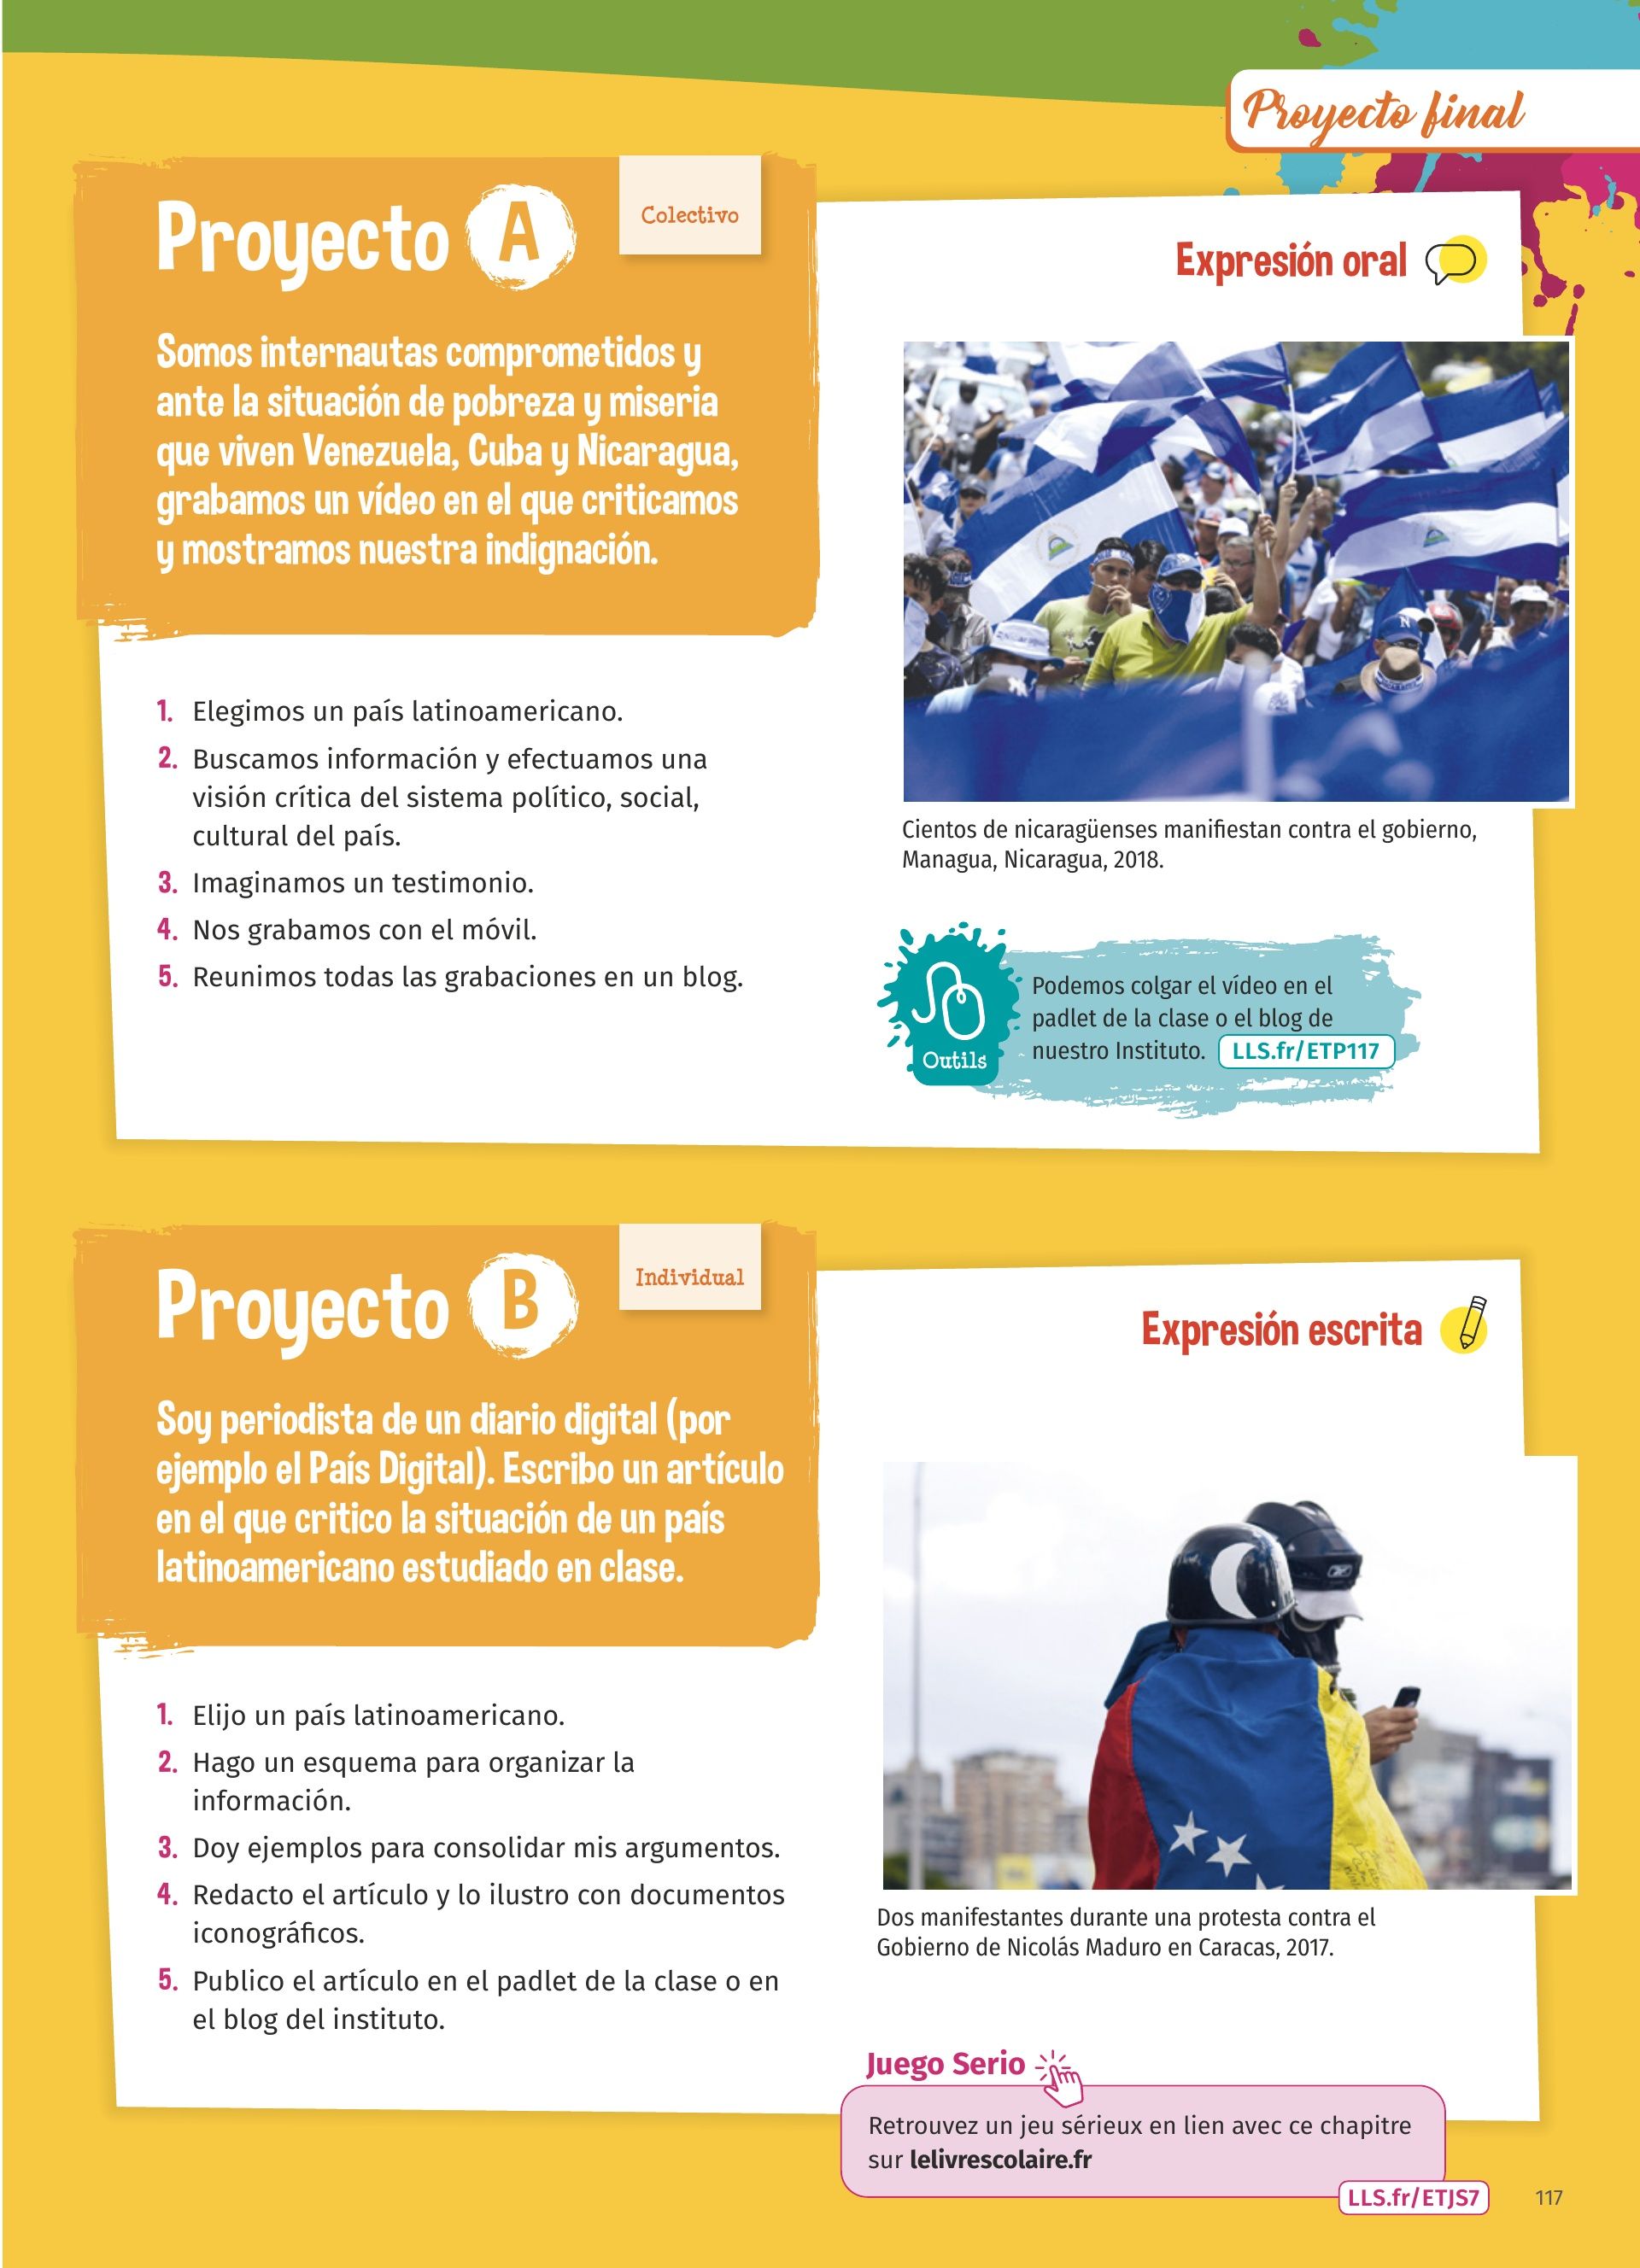 Proyecto final
Proyecto A
Colectivo
Somos internautas comprometidos y
ante la situación de pobreza y miseria
que viven Venezuela, Cuba y Nicaragua,
grabamos un vídeo en el que criticamos
y mostramos nuestra indignación.
1. Elegimos un país latinoamericano.
2. Buscamos información y efectuamos una
visión crítica del sistema político, social,
cultural del país.
3. Imaginamos un testimonio.
4. Nos grabamos con el móvil.
5. Reunimos todas las grabaciones en un blog.
Expresión oral
N
Cientos de nicaragüenses manifiestan contra el gobierno,
Managua, Nicaragua, 2018.
Outils
Podemos colgar el vídeo en el
padlet de la clase o el blog de
nuestro Instituto. LLS.fr/ETP117
Proyecto B
Individual
Soy periodista de un diario digital (por
ejemplo el País Digital). Escribo un artículo
en el que critico la situación de un país
latinoamericano estudiado en clase.
1. Elijo un país latinoamericano.
2. Hago un esquema para organizar la
información.
3. Doy ejemplos para consolidar mis argumentos.
4. Redacto el artículo y lo ilustro con documentos
iconográficos.
5. Publico el artículo en el padlet de la clase o en
el blog del instituto.
Expresión escrita
Dos manifestantes durante una protesta contra el
Gobierno de Nicolás Maduro en Caracas, 2017.
Juego Serio
Retrouvez un jeu sérieux en lien avec ce chapitre
sur lelivrescolaire.fr
LLS.fr/ETJS7
117